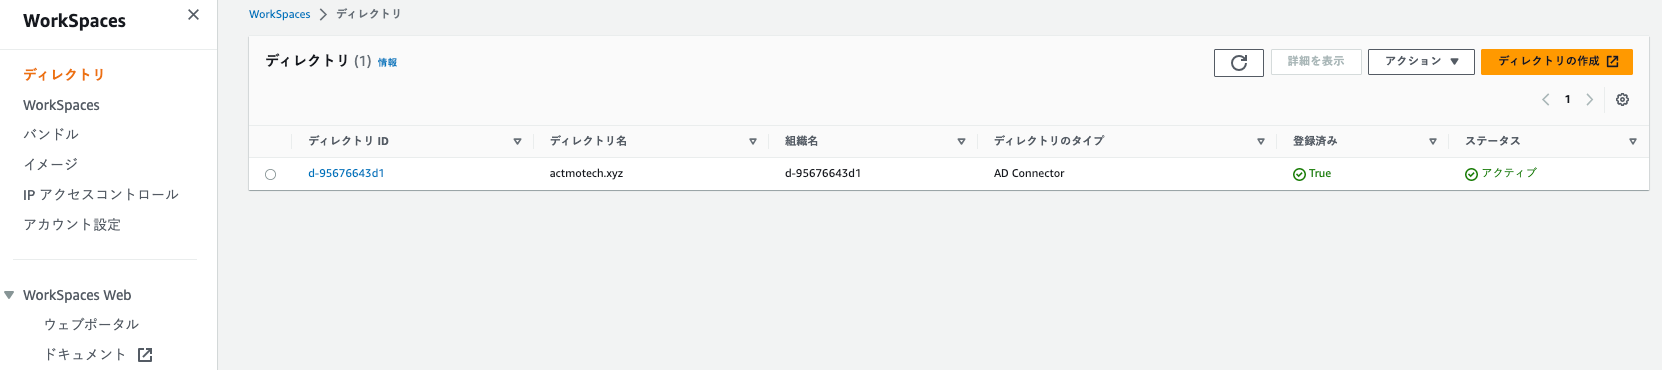 WorkSpaces
ディレクトリ
WorkSpaces
バンドル
イメージ
IP アクセスコントロール
アカウント設定
WorkSpaces Web
ウェブポータル
ドキュメント
WorkSpaces ディレクトリ
ディレクトリ (1) 情報
詳細を表示 アクション ディレクトリの作成
1
ディレクトリ ID ディレクトリ名 組織名 ディレクトリのタイプ 登録済み ステータス
d-95676643d1 actmotech.xyz d-95676643d1 AD Connector True アクティブ